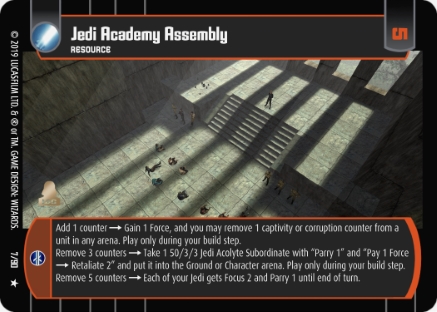 Jedi Academy Assembly
RESOURCE
5
© 2019 LUCASFILM LTD. & ® or TM. GAME DESIGN: WIZARDS.
7/90
Add 1 counter → Gain 1 Force, and you may remove 1 captivity or corruption counter from a
unit in any arena. Play only during your build step.
Remove 3 counters → Take 1 50/3/3 Jedi Acolyte Subordinate with "Parry 1" and "Pay 1 Force
→ Retaliate 2" and put it into the Ground or Character arena. Play only during your build step.
Remove 5 counters → Each of your Jedi gets Focus 2 and Parry 1 until end of turn.